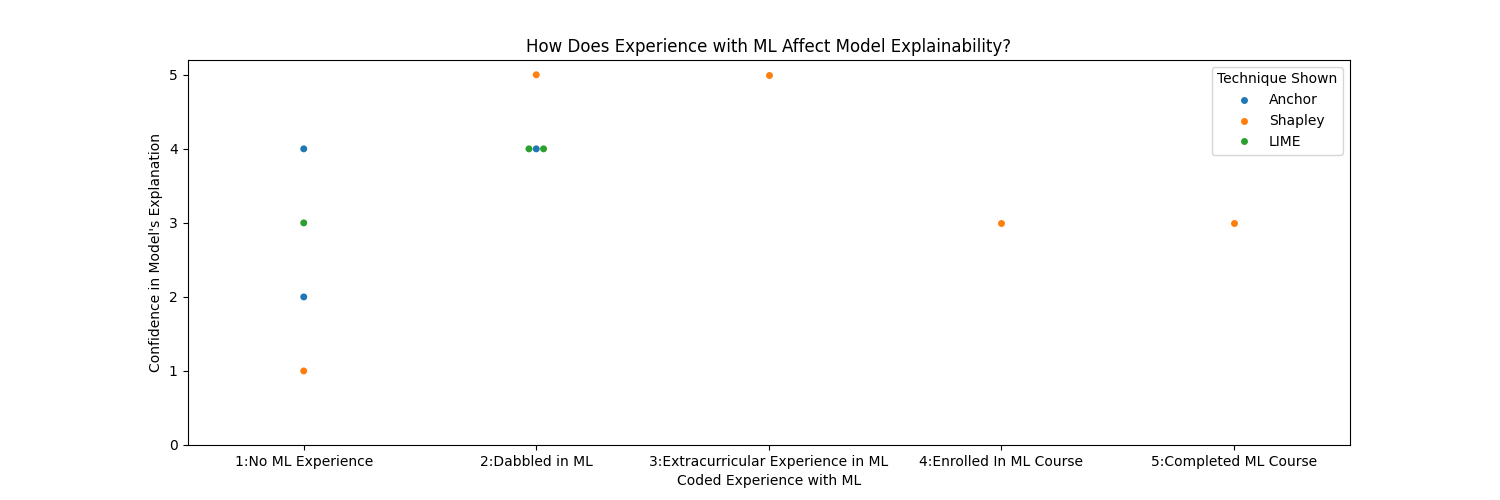 How Does Experience with ML Affect Model Explainability?
Confidence in Model's Explanation
5
4
3
2
1
0
Technique Shown
Anchor
Shapley
LIME
1:No ML Experience
2:Dabbled in ML
3:Extracurricular Experience in ML
4:Enrolled In ML Course
5:Completed ML Course
Coded Experience with ML